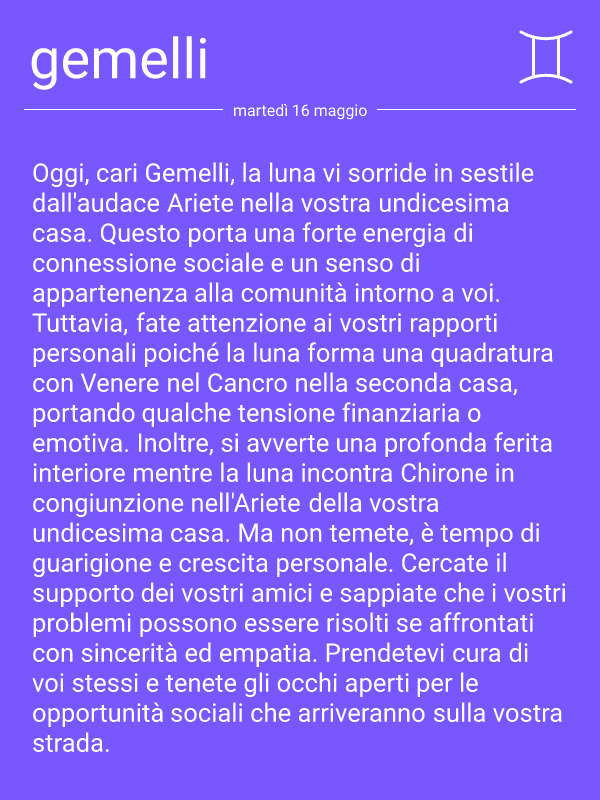 gemelli
martedì 16 maggio
Oggi, cari Gemelli, la luna vi sorride in sestile
dall'audace Ariete nella vostra undicesima
casa. Questo porta una forte energia di
connessione sociale e un senso di
appartenenza alla comunità intorno a voi.
Tuttavia, fate attenzione ai vostri rapporti
personali poiché la luna forma una quadratura
con Venere nel Cancro nella seconda casa,
portando qualche tensione finanziaria o
emotiva. Inoltre, si avverte una profonda ferita
interiore mentre la luna incontra Chirone in
congiunzione nell'Ariete della vostra
undicesima casa. Ma non temete, è tempo di
guarigione e crescita personale. Cercate il
supporto dei vostri amici e sappiate che i vostri
problemi possono essere risolti se affrontati
con sincerità ed empatia. Prendetevi cura di
voi stessi e tenete gli occhi aperti per le
opportunità sociali che arriveranno sulla vostra
strada.